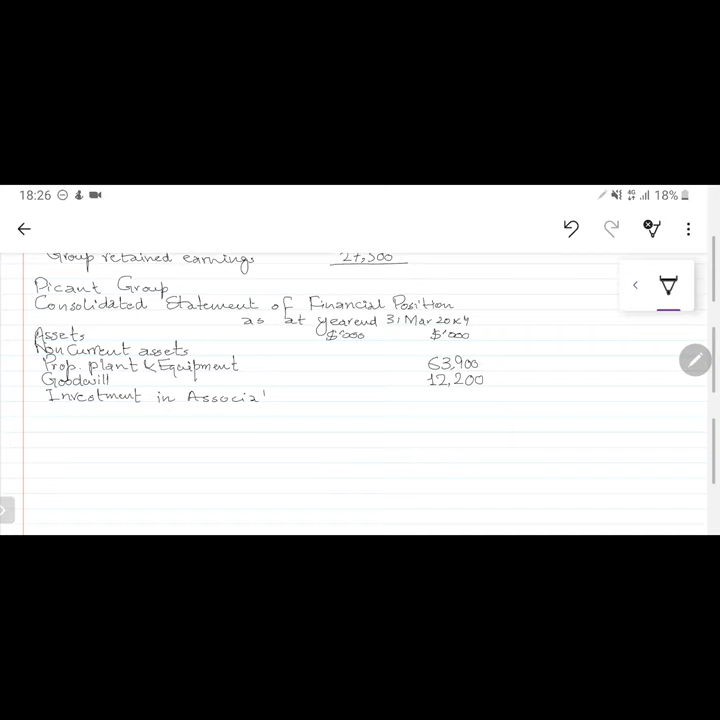 18:26 18%
Group retained earnings 27,500
Picant Group
Consolidated Statement of Financial Position
as at yearend 31 Mar 20x4
Assets $'000 $'000
Non Current assets
Prop. plant & Equipment 63,900
Goodwill 12,200
Investment in Associa